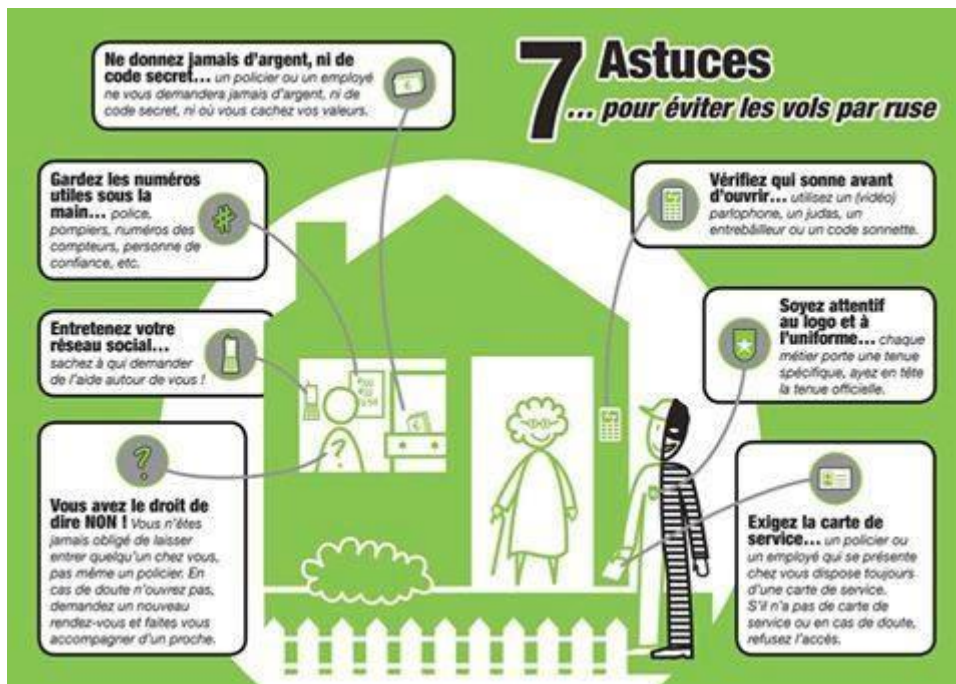 7 Astuces
... pour éviter les vols par ruse
Ne donnez jamais d'argent, ni de
code secret... un policier ou un employé
ne vous demandera jamais d'argent, ni de
code secret, ni où vous cachez vos valeurs.
Gardez les numéros
utiles sous la
main... police,
pompiers, numéros des
compteurs, personne de
confiance, etc.
Entretenez votre
réseau social...
sachez à qui demander
de l'aide autour de vous !
Vous avez le droit de
dire NON ! Vous n'êtes
jamais obligé de laisser
entrer quelqu'un chez vous,
pas même un policier. En
cas de doute n'ouvrez pas,
demandez un nouveau
rendez-vous et faites vous
accompagner d'un proche.
Vérifiez qui sonne avant
d'ouvrir... utilisez un (vidéo)
parlophone, un judas, un
entrebâilleur ou un code sonnette.
Soyez attentif
au logo et à
l'uniforme... chaque
métier porte une tenue
spécifique, ayez en tête
la tenue officielle.
Exigez la carte de
service... un policier ou
un employé qui se présente
chez vous dispose toujours
d'une carte de service.
S'il n'a pas de carte de
service ou en cas de doute,
refusez l'accès.